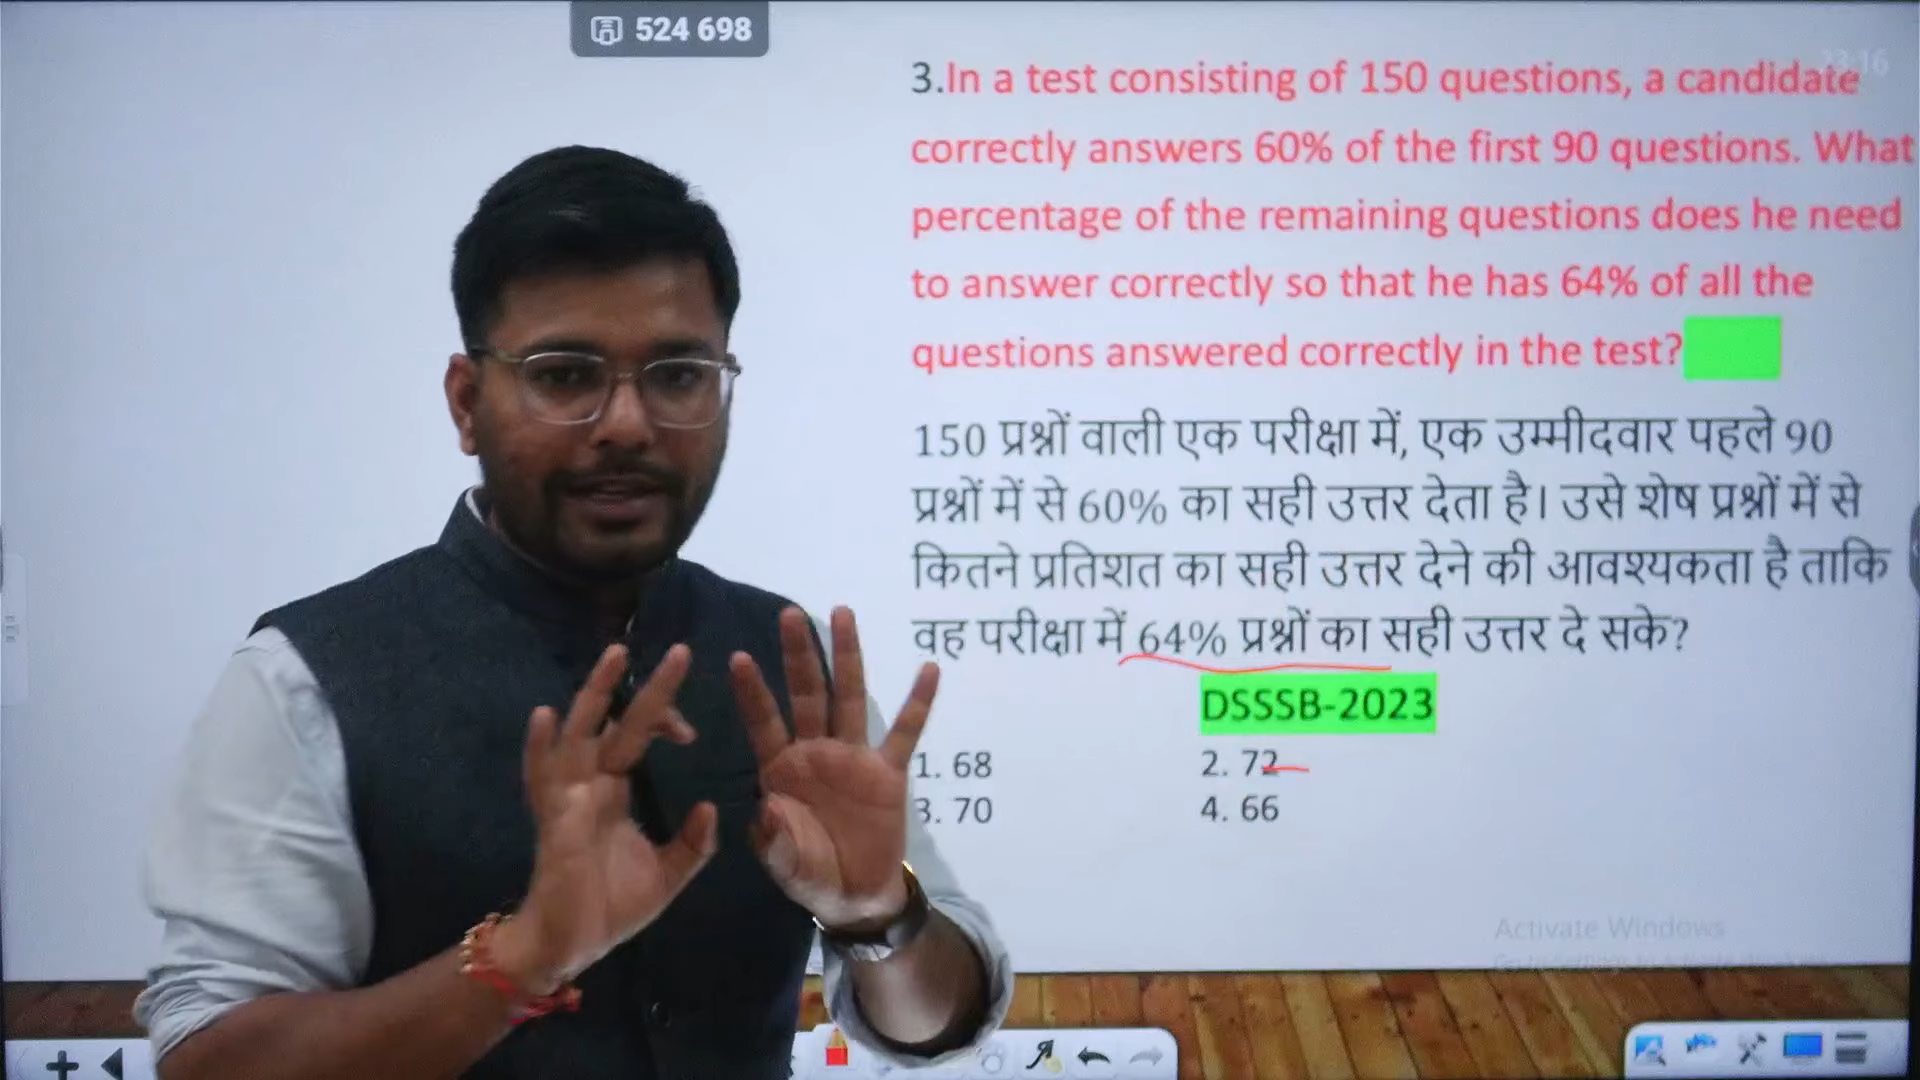 524 698
23:16
3.In a test consisting of 150 questions, a candidate
correctly answers 60% of the first 90 questions. What
percentage of the remaining questions does he need
to answer correctly so that he has 64% of all the
questions answered correctly in the test?
150 प्रश्नों वाली एक परीक्षा में, एक उम्मीदवार पहले 90
प्रश्नों में से 60% का सही उत्तर देता है। उसे शेष प्रश्नों में से
कितने प्रतिशत का सही उत्तर देने की आवश्यकता है ताकि
वह परीक्षा में 64% प्रश्नों का सही उत्तर दे सके?
DSSSB-2023
1. 68 2. 72
3. 70 4. 66
Activate Windows